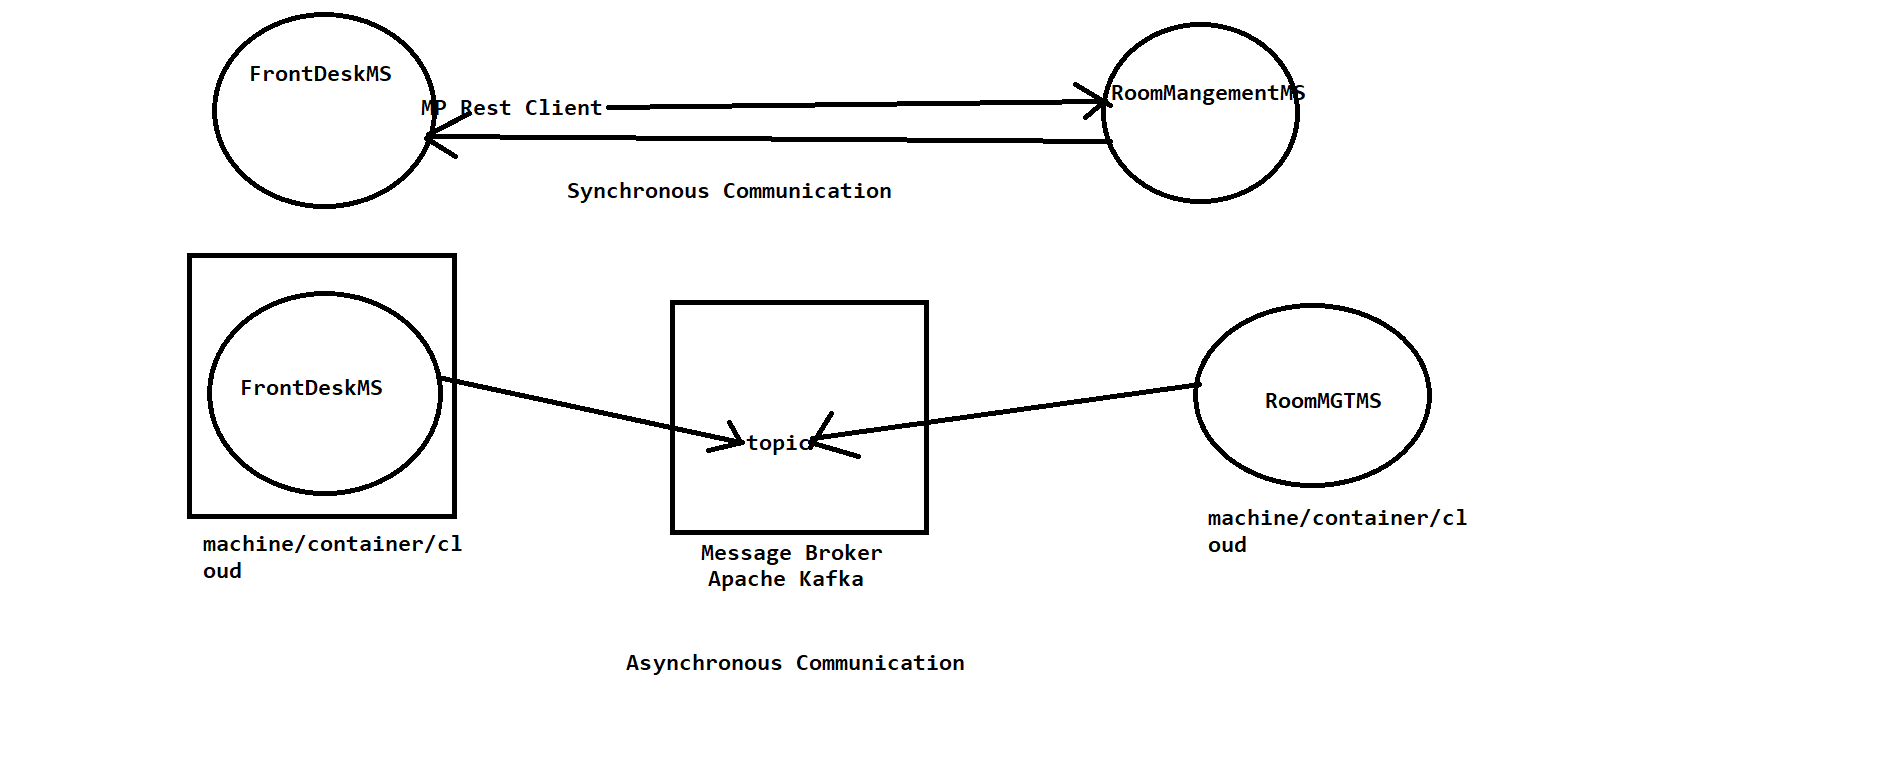 FrontDeskMS
RoomMangementMS
MP Rest Client
Synchronous Communication
FrontDeskMS
RoomMGTMS
topic
machine/container/cl
oud
Message Broker
Apache Kafka
machine/container/cl
oud
Asynchronous Communication